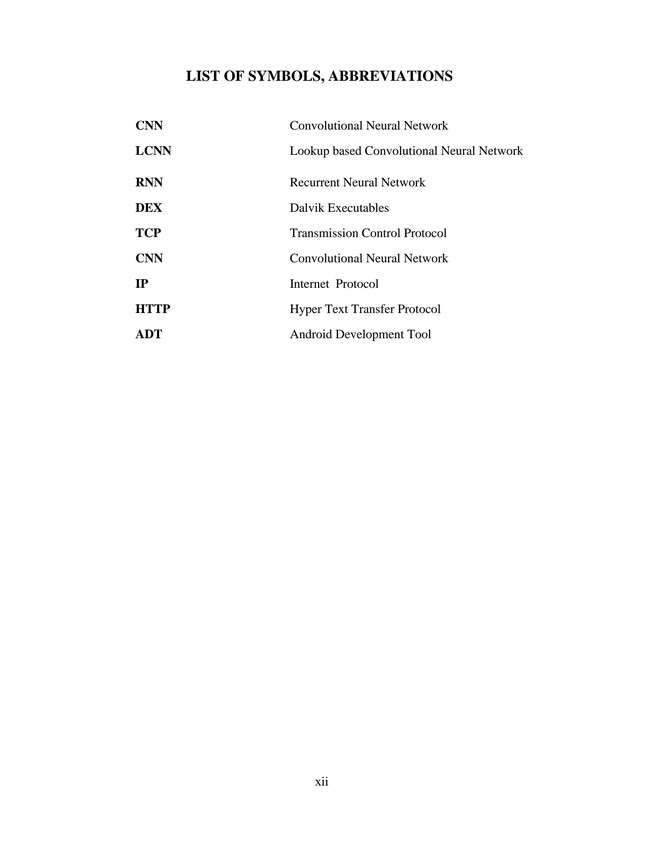 LIST OF SYMBOLS, ABBREVIATIONS
CNN Convolutional Neural Network
LCNN Lookup based Convolutional Neural Network
RNN Recurrent Neural Network
DEX Dalvik Executables
TCP Transmission Control Protocol
CNN Convolutional Neural Network
IP Internet Protocol
HTTP Hyper Text Transfer Protocol
ADT Android Development Tool
xii